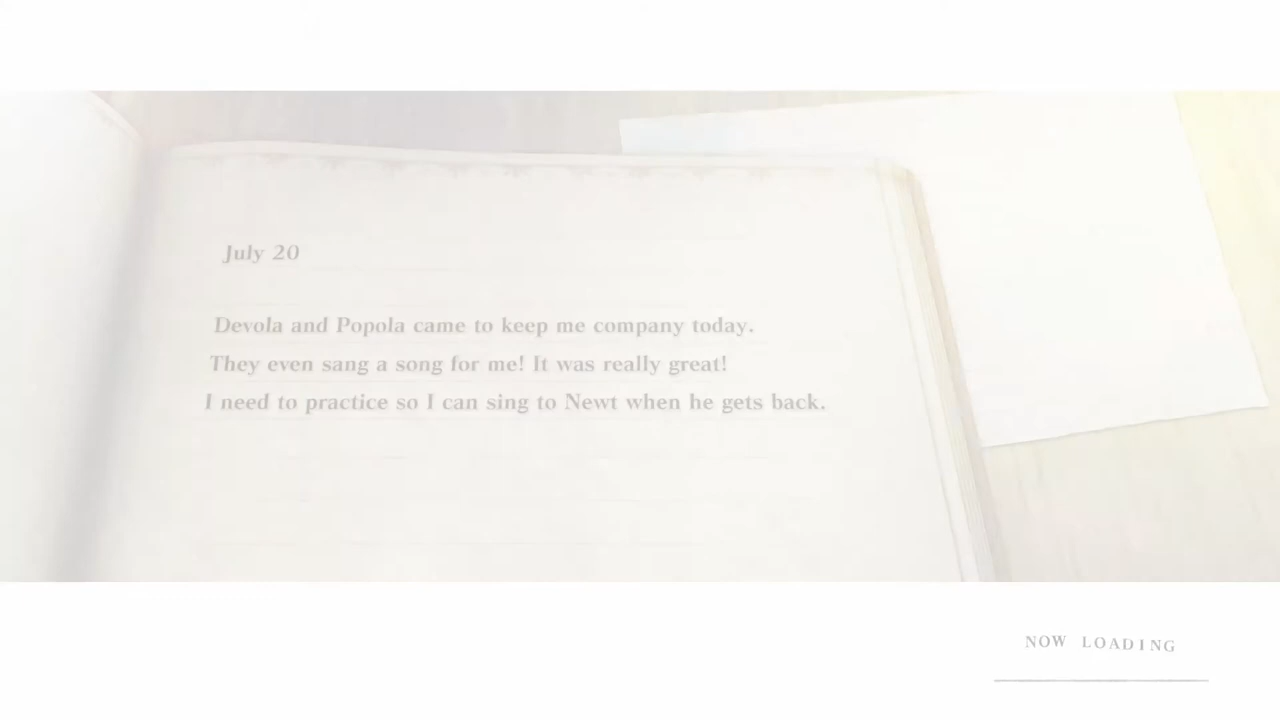 July 20
Devola and Popola came to keep me company today.
They even sang a song for me! It was really great!
I need to practice so I can sing to Newt when he gets back.
NOW LOADING